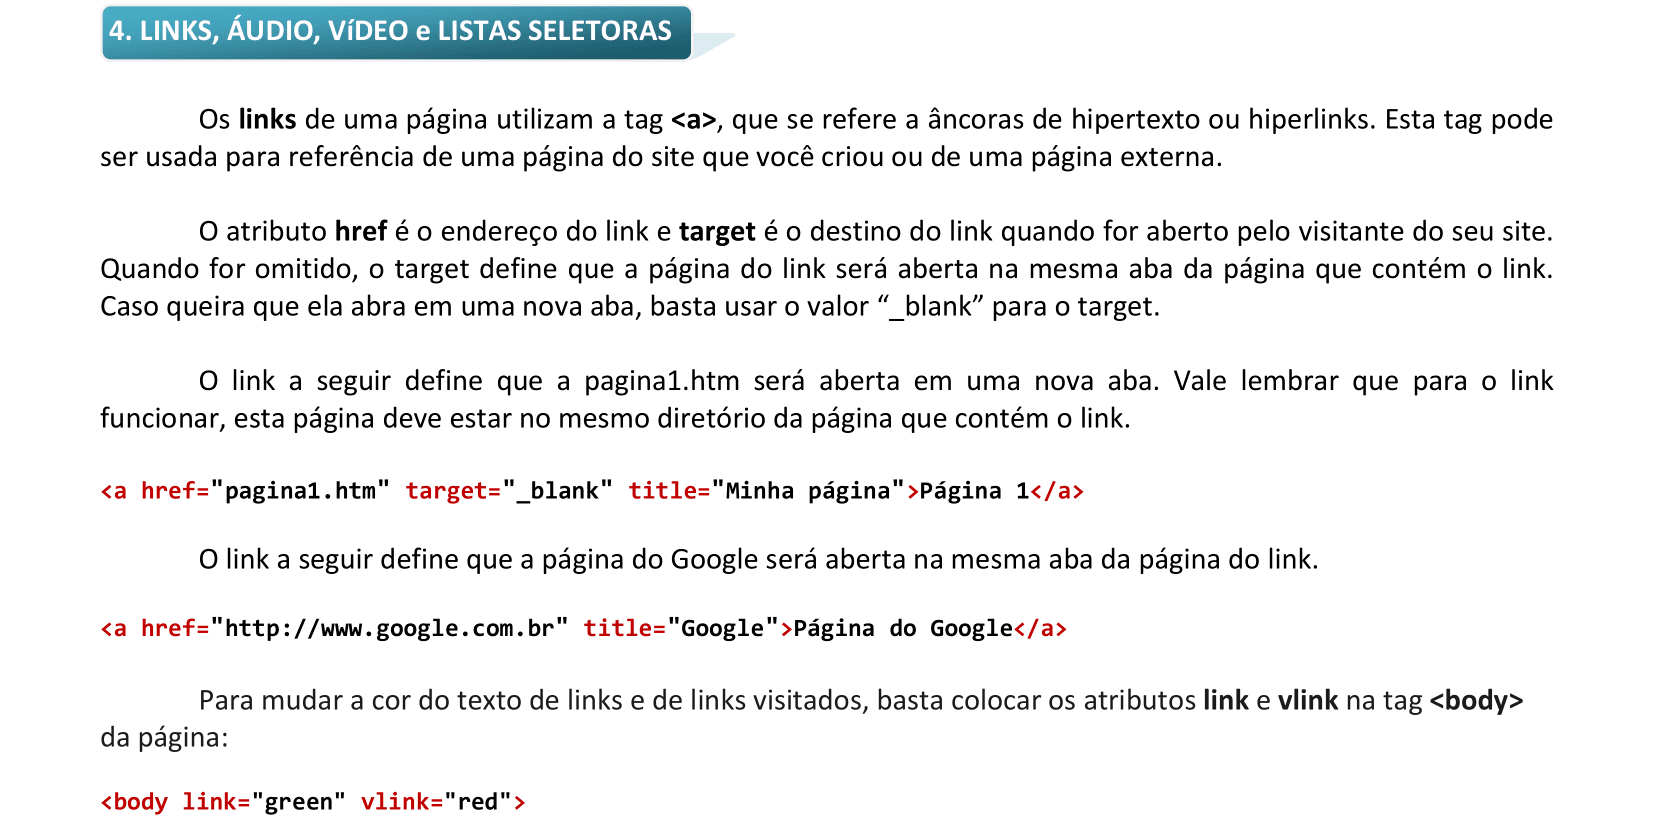 4. LINKS, ÁUDIO, VíDEO e LISTAS SELETORAS
Os links de uma página utilizam a tag <a>, que se refere a âncoras de hipertexto ou hiperlinks. Esta tag pode
ser usada para referência de uma página do site que você criou ou de uma página externa.
O atributo href é o endereço do link e target é o destino do link quando for aberto pelo visitante do seu site.
Quando for omitido, o target define que a página do link será aberta na mesma aba da página que contém o link.
Caso queira que ela abra em uma nova aba, basta usar o valor “_blank” para o target.
O link a seguir define que a pagina1.htm será aberta em uma nova aba. Vale lembrar que para o link
funcionar, esta página deve estar no mesmo diretório da página que contém o link.
<a href="pagina1.htm" target="_blank" title="Minha página">Página 1</a>
O link a seguir define que a página do Google será aberta na mesma aba da página do link.
<a href="http://www.google.com.br" title="Google">Página do Google</a>
Para mudar a cor do texto de links e de links visitados, basta colocar os atributos link e vlink na tag <body>
da página:
<body link="green" vlink="red">